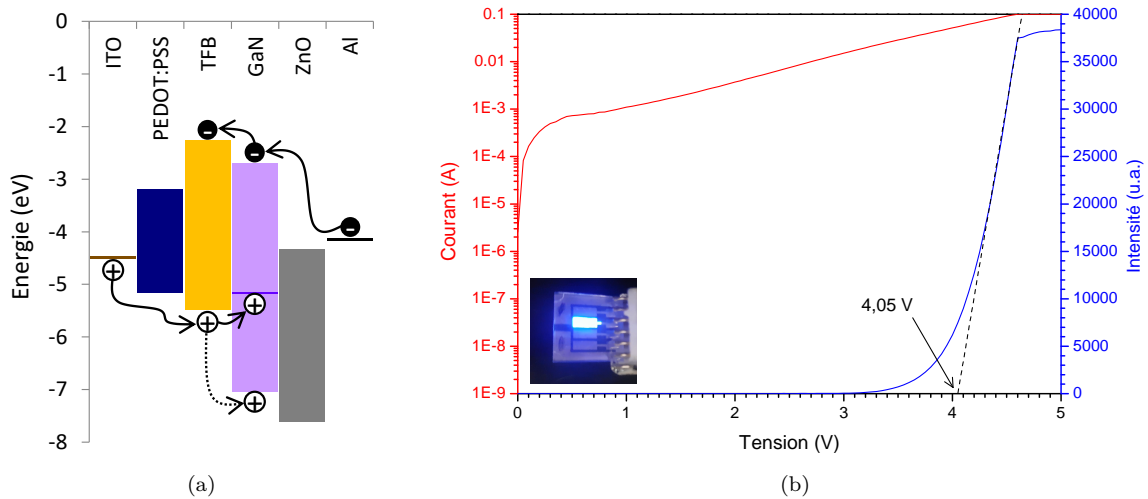 0
-1
-2
-3
-4
-5
-6
-7
-8
Energie (eV)
ITO
PEDOT:PSS
TFB
GaN
ZnO
Al
-
-
-
-
+
+
+
+
(a)
0.1
0.01
1E-3
1E-4
1E-5
1E-6
1E-7
1E-8
1E-9
Courant (A)
40000
35000
30000
25000
20000
15000
10000
5000
0
Intensité (u.a.)
4,05 V
0
1
2
3
4
5
Tension (V)
(b)